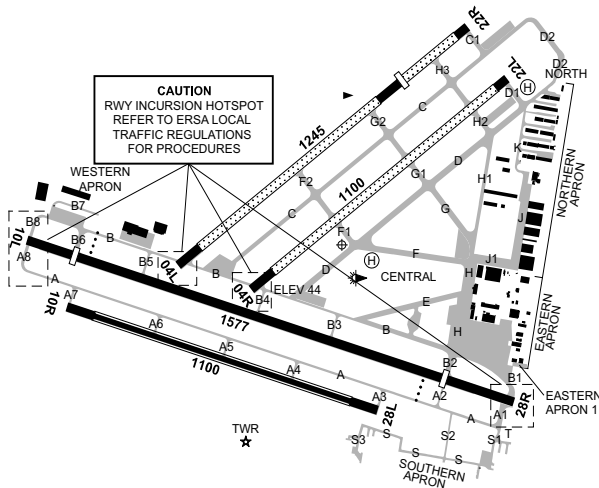 22R
C1
D2
D2
H3
22L
H
NORTH
D1
CAUTION
RWY INCURSION HOTSPOT
REFER TO ERSA LOCAL
TRAFFIC REGULATIONS
FOR PROCEDURES
C
G2
H2
1245
K
NORTHERN
APRON
D
WESTERN
APRON
1100
F2
G1
H1
G
J
C
B7
B8
10L
B6
B
B5
04L
F1
F
H
D
J1
B
A8
04R
B4
ELEV 44
CENTRAL
H
A
A7
10R
1577
B3
B
E
H
EASTERN
APRON
A6
A5
1100
A4
A
B2
B1
A3
28L
A2
A
28R
A1
EASTERN
APRON 1
TWR
S3
S
S2
S
S1
T
SOUTHERN
APRON